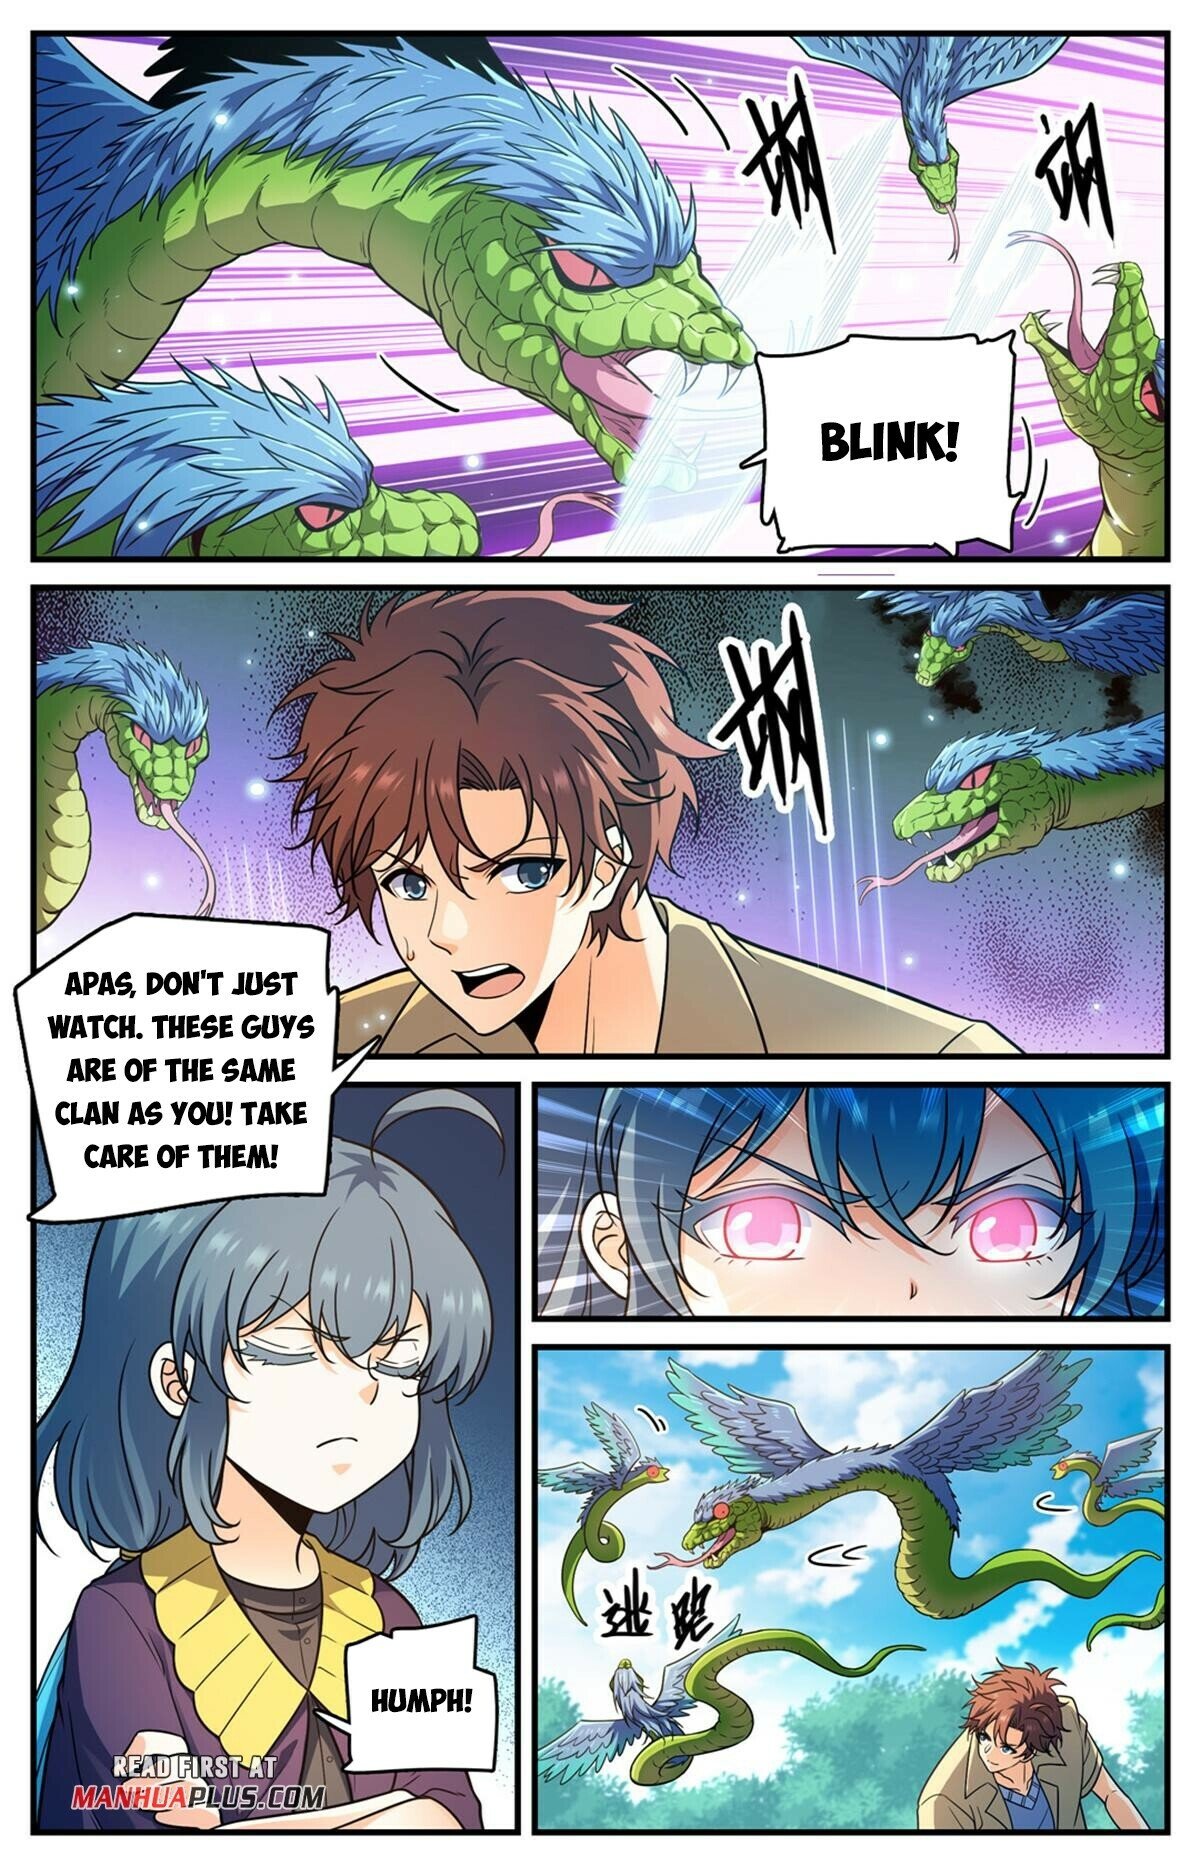 BLINK!
APAS, DON'T JUST
WATCH. THESE GUYS
ARE OF THE SAME
CLAN AS YOU! TAKE
CARE OF THEM!
HUMPH!
逃跑
READ FIRST AT
MANHUAPLUS.COM